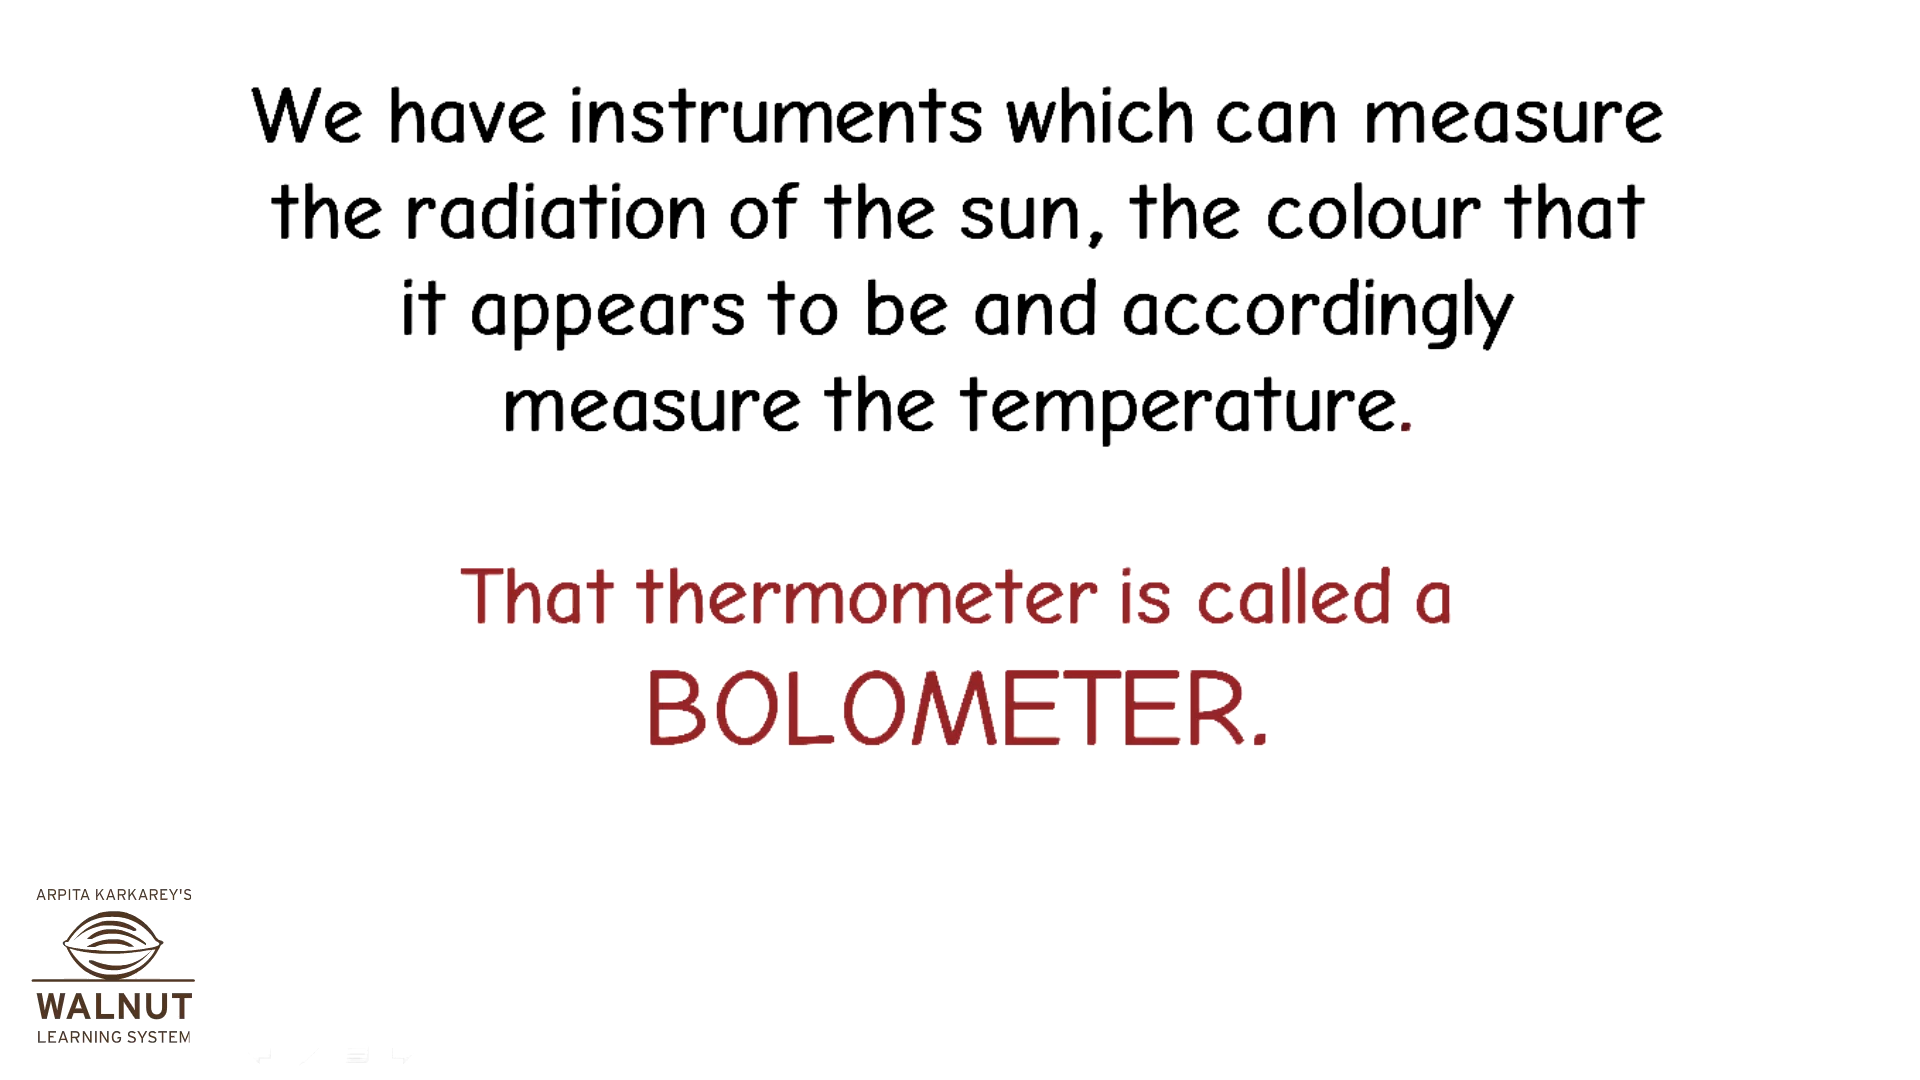 We have instruments which can measure
the radiation of the sun, the colour that
it appears to be and accordingly
measure the temperature.
That thermometer is called a
BOLOMETER.
ARPITA KARKAREY'S
WALNUT
LEARNING SYSTEM